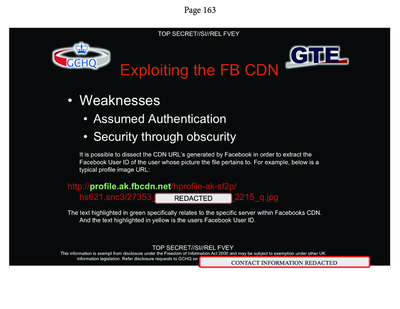 Page 163
TOP SECRET//SI//REL FVEY
GCHQ
GTE
Exploiting the FB CDN
• Weaknesses
• Assumed Authentication
• Security through obscurity
It is possible to dissect the CDN URL's generated by Facebook in order to extract the
Facebook User ID of the user whose picture the file pertains to. For example, below is a
typical profile image URL:
http://profile.ak.fbcdn.net/hprofile-ak-sf2p/
hs621.snc3/27353_ REDACTED _2215_q.jpg
The text highlighted in green specifically relates to the specific server within Facebooks CDN.
And the text highlighted in yellow is the users Facebook User ID.
TOP SECRET//SI//REL FVEY
This information is exempt from disclosure under the Freedom of Information Act 2000 and may be subject to exemption under other UK
information legislation. Refer disclosure requests to GCHQ on CONTACT INFORMATION REDACTED